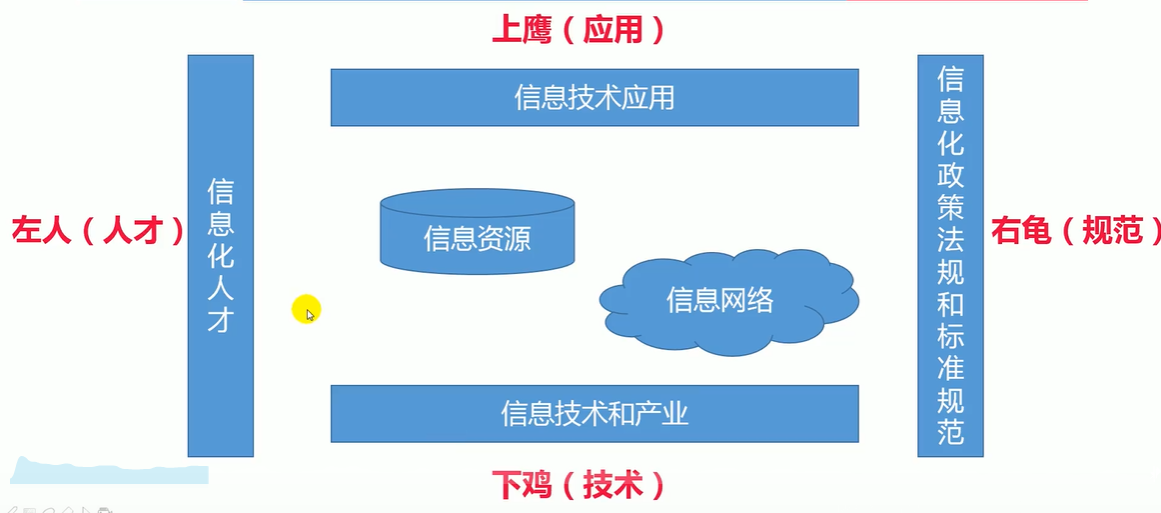 上鹰（应用）
信息技术应用
左人（人才）
信息化人才
信息资源
信息网络
信息化政策法规和标准规范
右龟（规范）
信息技术和产业
下鸡（技术）